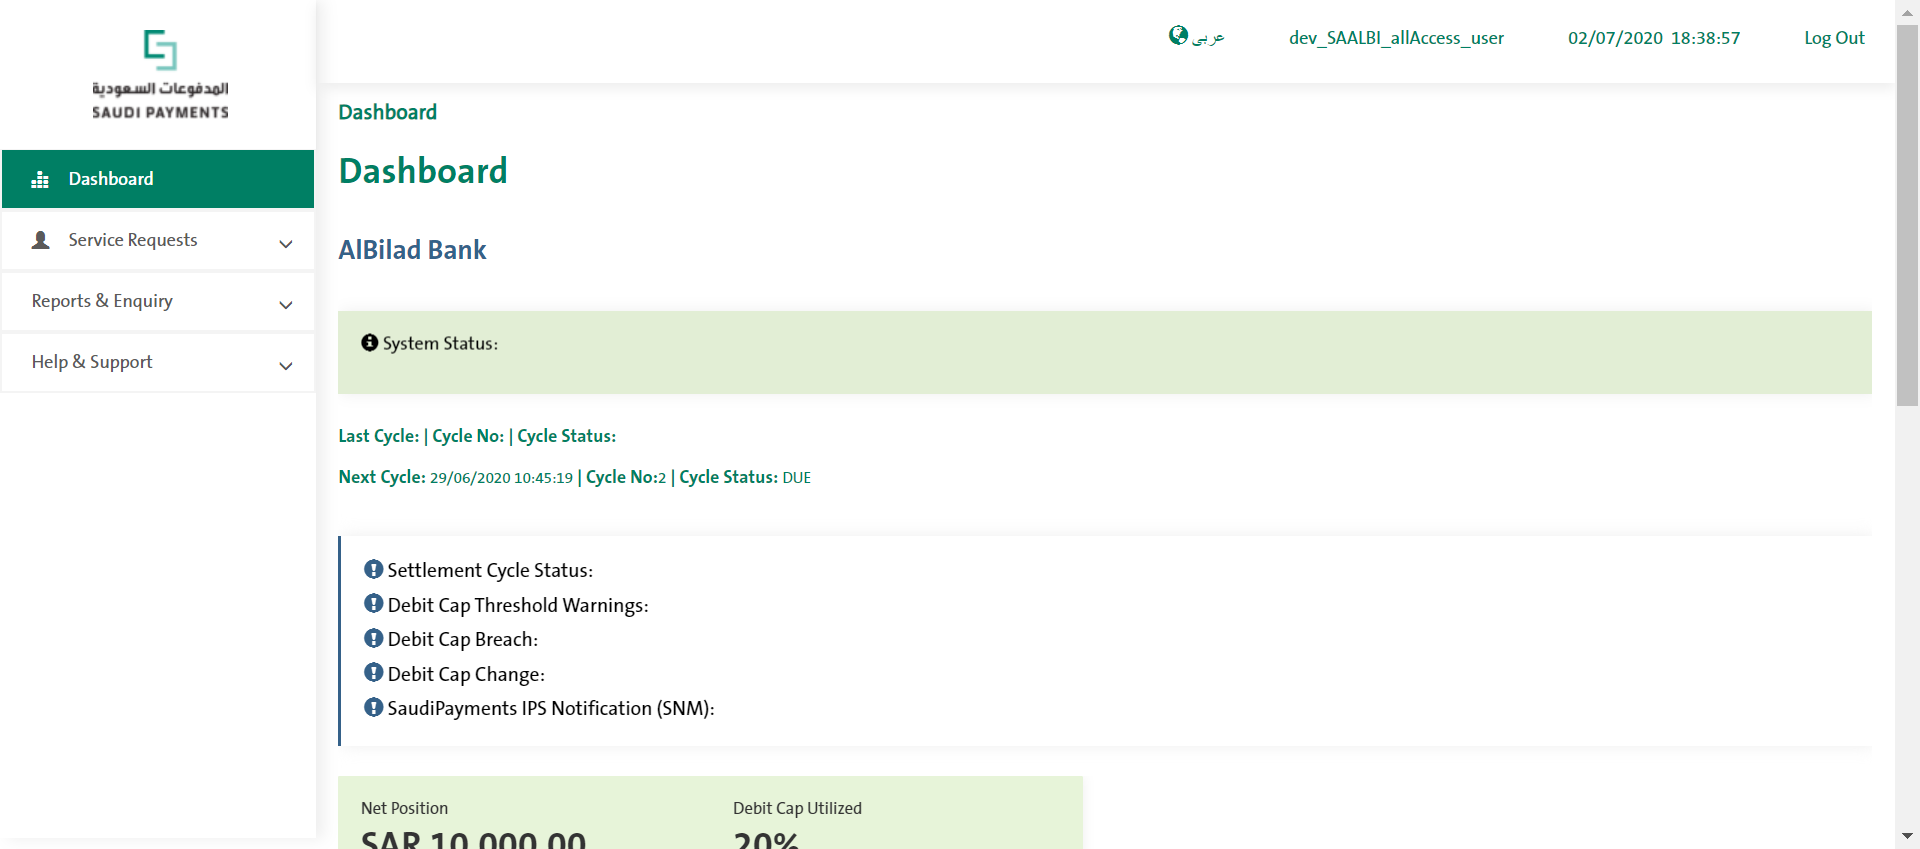 المدفوعات السعودية
SAUDI PAYMENTS
Dashboard
Service Requests
Reports & Enquiry
Help & Support
عربى
dev_SAALBI_allAccess_user
02/07/2020 18:38:57
Log Out
Dashboard
Dashboard
AlBilad Bank
System Status:
Last Cycle: | Cycle No: | Cycle Status:
Next Cycle: 29/06/2020 10:45:19 | Cycle No:2 | Cycle Status: DUE
Settlement Cycle Status:
Debit Cap Threshold Warnings:
Debit Cap Breach:
Debit Cap Change:
SaudiPayments IPS Notification (SNM):
Net Position
SAR 10,000.00
Debit Cap Utilized
20%